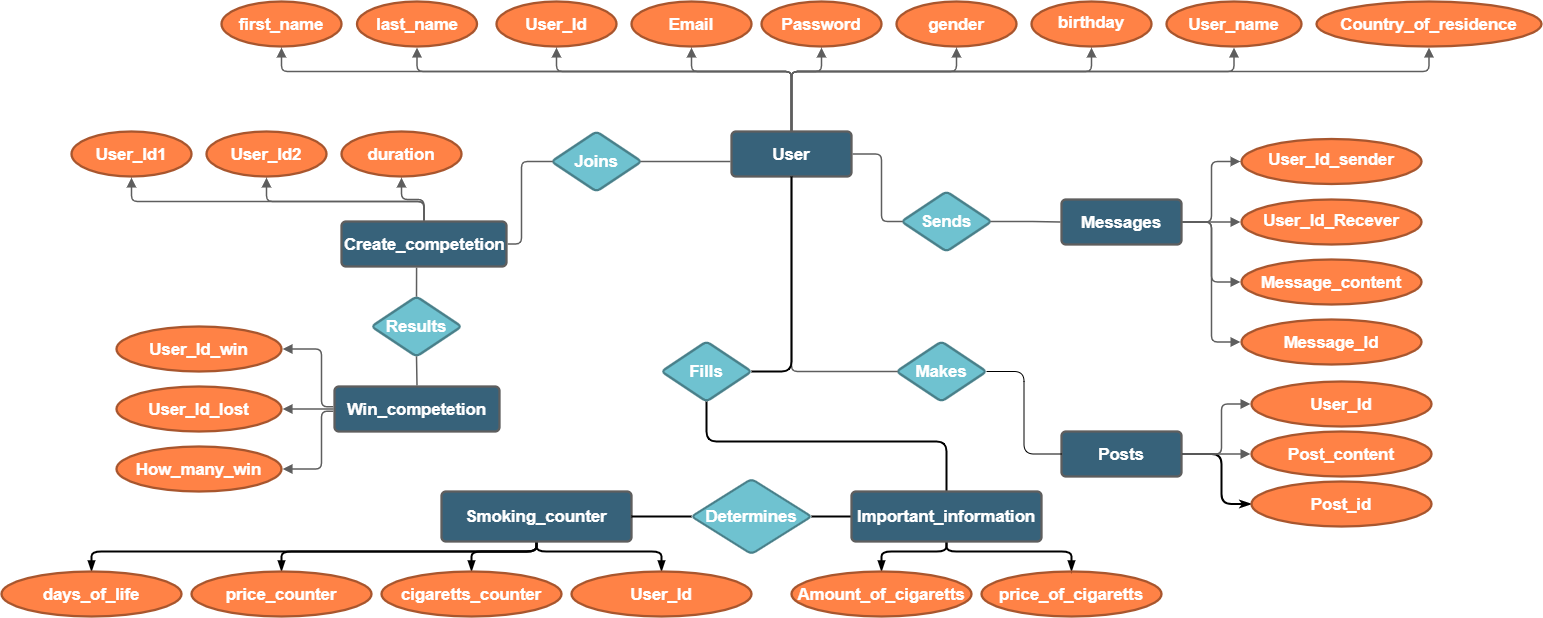 first_name
last_name
User_Id
Email
Password
gender
birthday
User_name
Country_of_residence
User_Id1
User_Id2
duration
Joins
User
User_Id_sender
Create_competetion
Sends
Messages
User_Id_Recever
Message_content
Results
Message_Id
User_Id_win
Fills
Makes
User_Id_lost
Win_competetion
User_Id
How_many_win
Posts
Post_content
Post_id
Smoking_counter
Determines
Important_information
days_of_life
price_counter
cigaretts_counter
User_Id
Amount_of_cigaretts
price_of_cigaretts